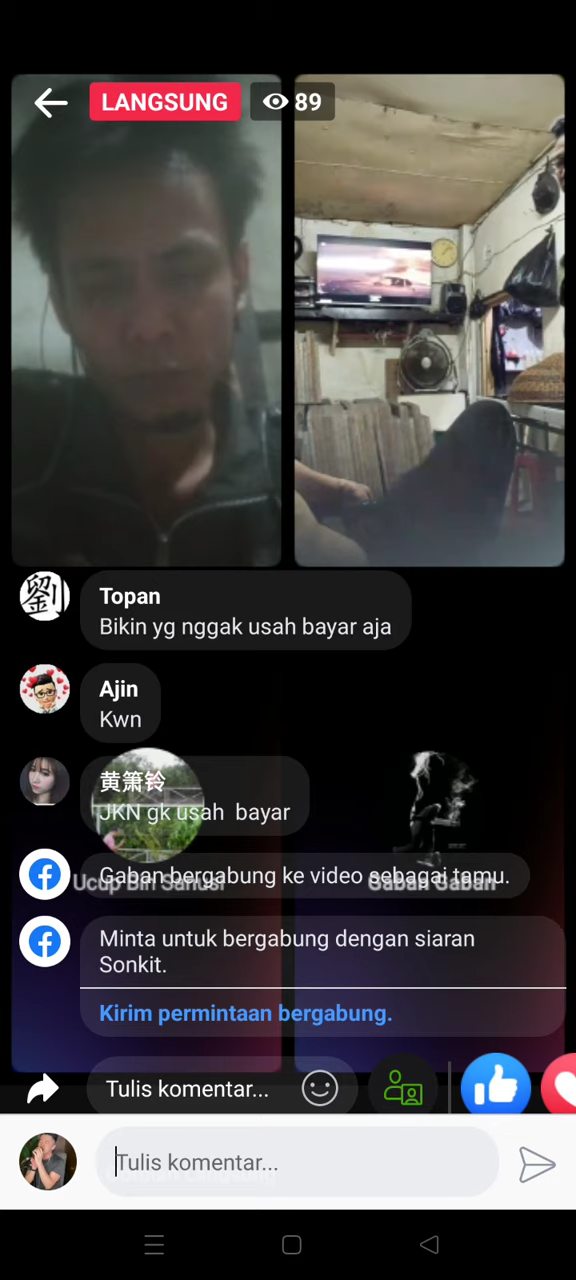 LANGSUNG
89
劉
Topan
Bikin yg nggak usah bayar aja
Ajin
Kwn
黄箫铃
JKN gk usah bayar
Gaban bergabung ke video sebagai tamu.
Ucup Bin Sanusi
Gaban Gaban
Minta untuk bergabung dengan siaran
Sonkit.
Kirim permintaan bergabung.
Tulis komentar...
Tulis komentar...